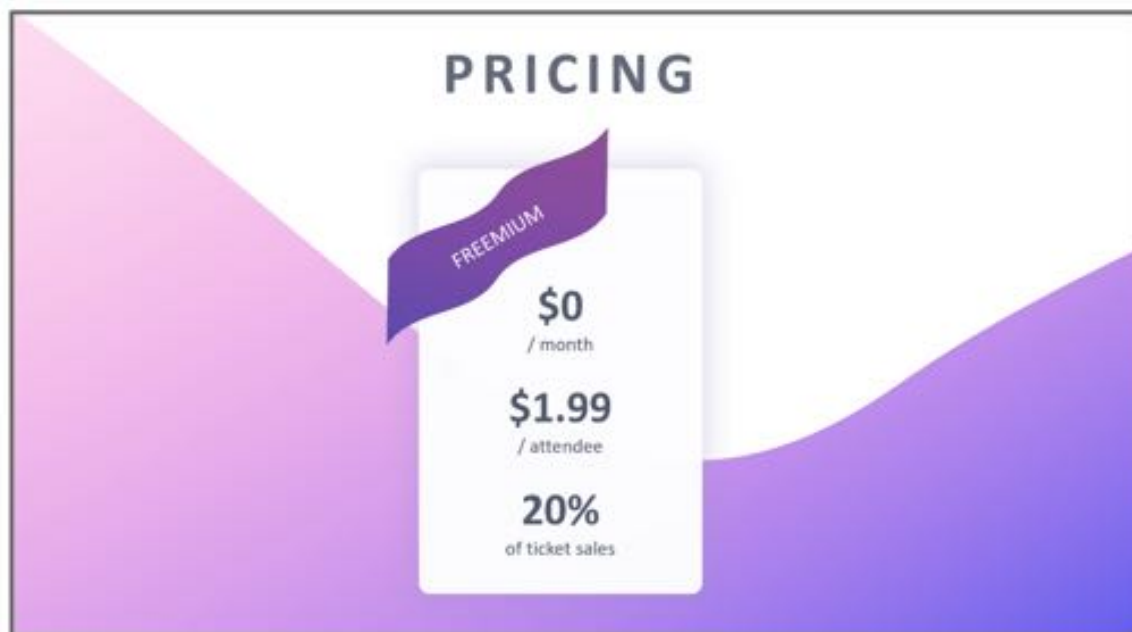 PRICING
FREEMIUM
$0
/ month
$1.99
/ attendee
20%
of ticket sales